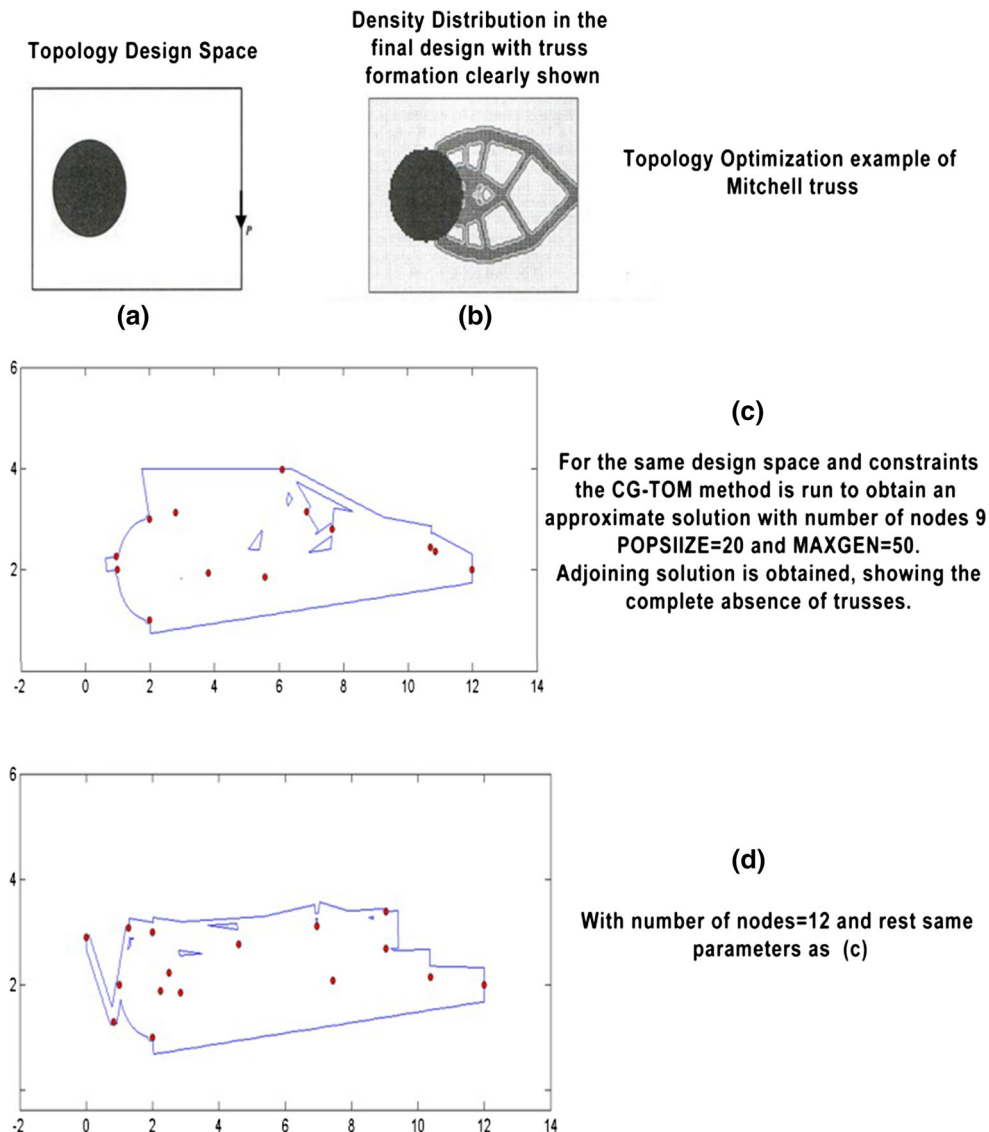 Topology Design Space
Density Distribution in the
final design with truss
formation clearly shown
P
Topology Optimization example of
Mitchell truss
(a)
(b)
6
4
2
-2
0
2
4
6
8
10
12
14
(c)
For the same design space and constraints
the CG-TOM method is run to obtain an
approximate solution with number of nodes 9
POPSIIZE=20 and MAXGEN=50.
Adjoining solution is obtained, showing the
complete absence of trusses.
6
4
2
-2
0
2
4
6
8
10
12
14
(d)
With number of nodes=12 and rest same
parameters as (c)